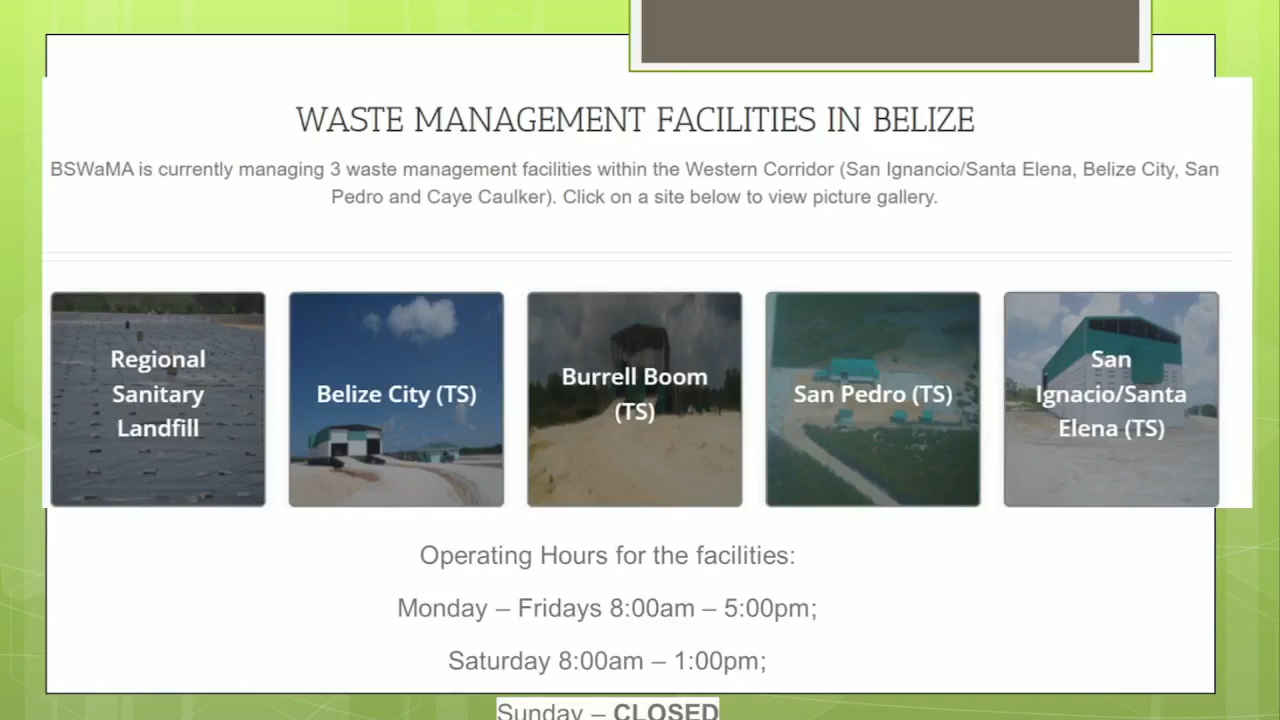 WASTE MANAGEMENT FACILITIES IN BELIZE
BSWaMA is currently managing 3 waste management facilities within the Western Corridor (San Ignancio/Santa Elena, Belize City, San
Pedro and Caye Caulker). Click on a site below to view picture gallery.
Regional
Sanitary
Landfill
Belize City (TS)
Burrell Boom
(TS)
San Pedro (TS)
San
Ignacio/Santa
Elena (TS)
Operating Hours for the facilities:
Monday – Fridays 8:00am – 5:00pm;
Saturday 8:00am – 1:00pm;
Sunday – CLOSED